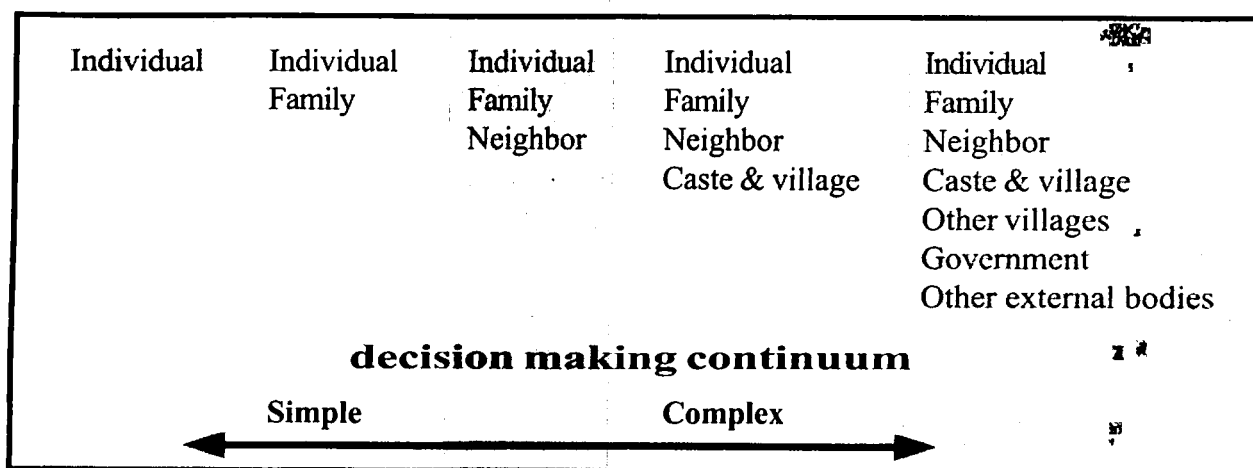 Individual Individual Individual Individual Individual
Family Family Family Family
Neighbor Neighbor Neighbor
Caste & village Caste & village
Other villages
Government
Other external bodies
decision making continuum
Simple Complex